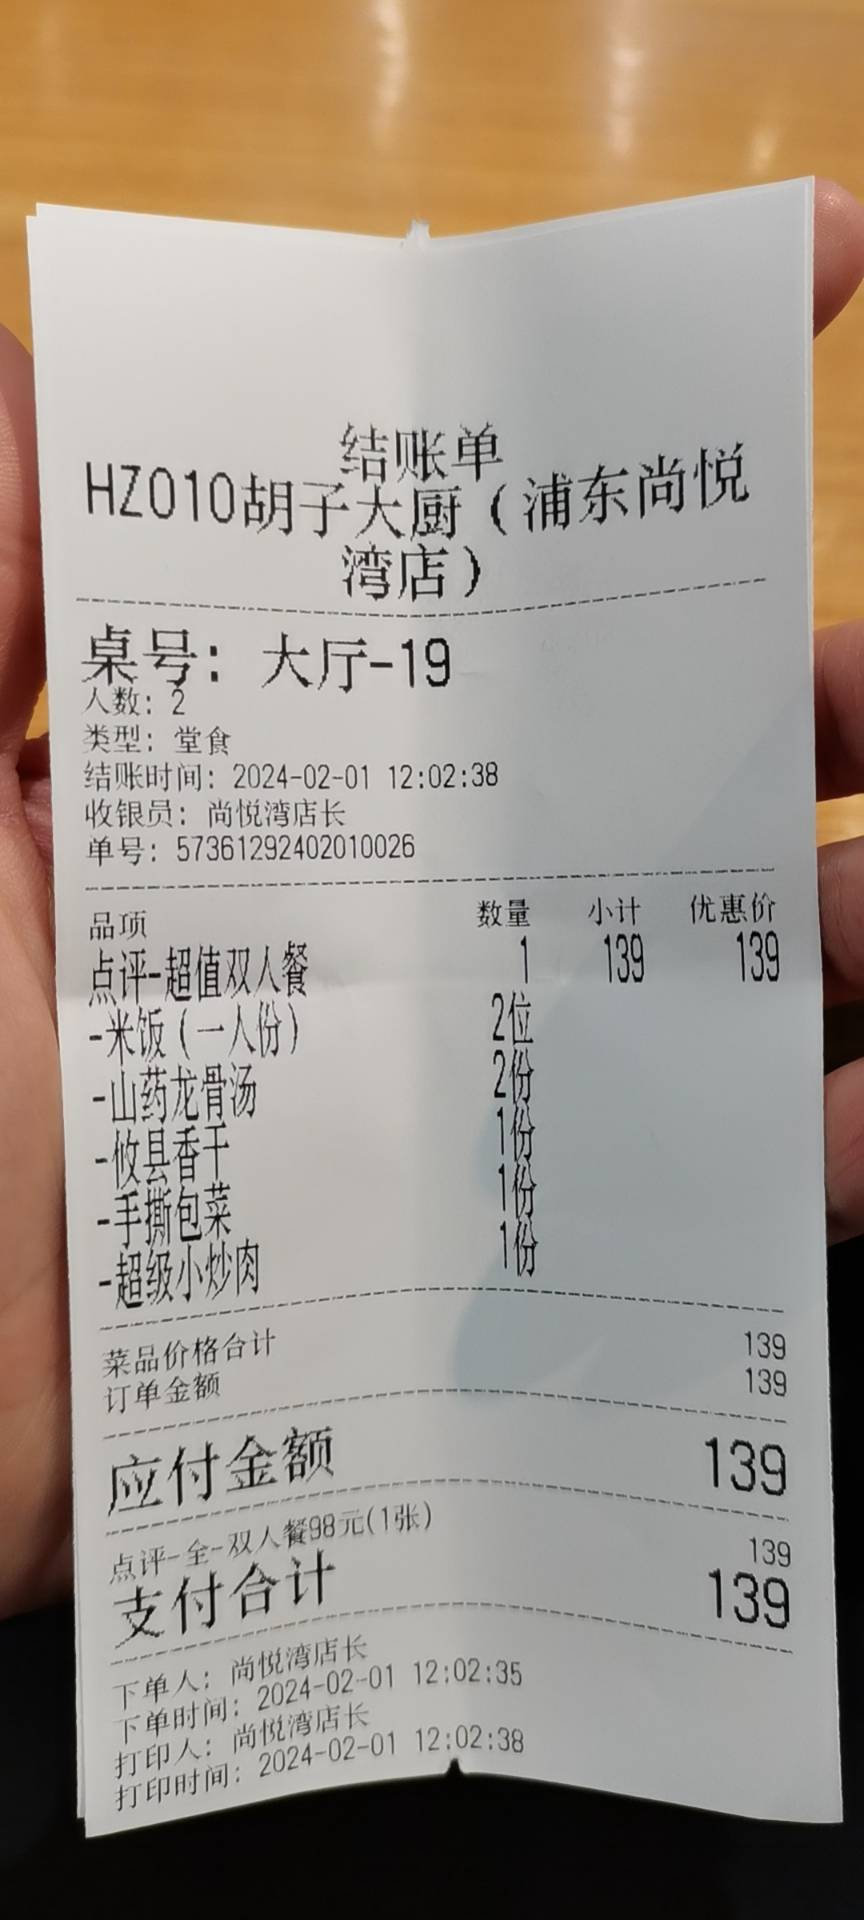 结账单
HZ010胡子大厨（浦东尚悦
湾店）
桌号：大厅-19
人数：2
类型：堂食
结账时间：2024-02-01 12:02:38
收银员：尚悦湾店长
单号：573612924020​10026
品项 数量 小计 优惠价
点评-超值双人餐 1 139 139
-米饭（一人份） 2位
-山药龙骨汤 2份
-攸县香干 1份
-手撕包菜 1份
-超级小炒肉 1份
菜品价格合计 139
订单金额 139
应付金额 139
点评-全-双人餐98元(1张) 139
支付合计 139
下单人：尚悦湾店长
下单时间：2024-02-01 12:02:35
打印人：尚悦湾店长
打印时间：2024-02-01 12:02:38